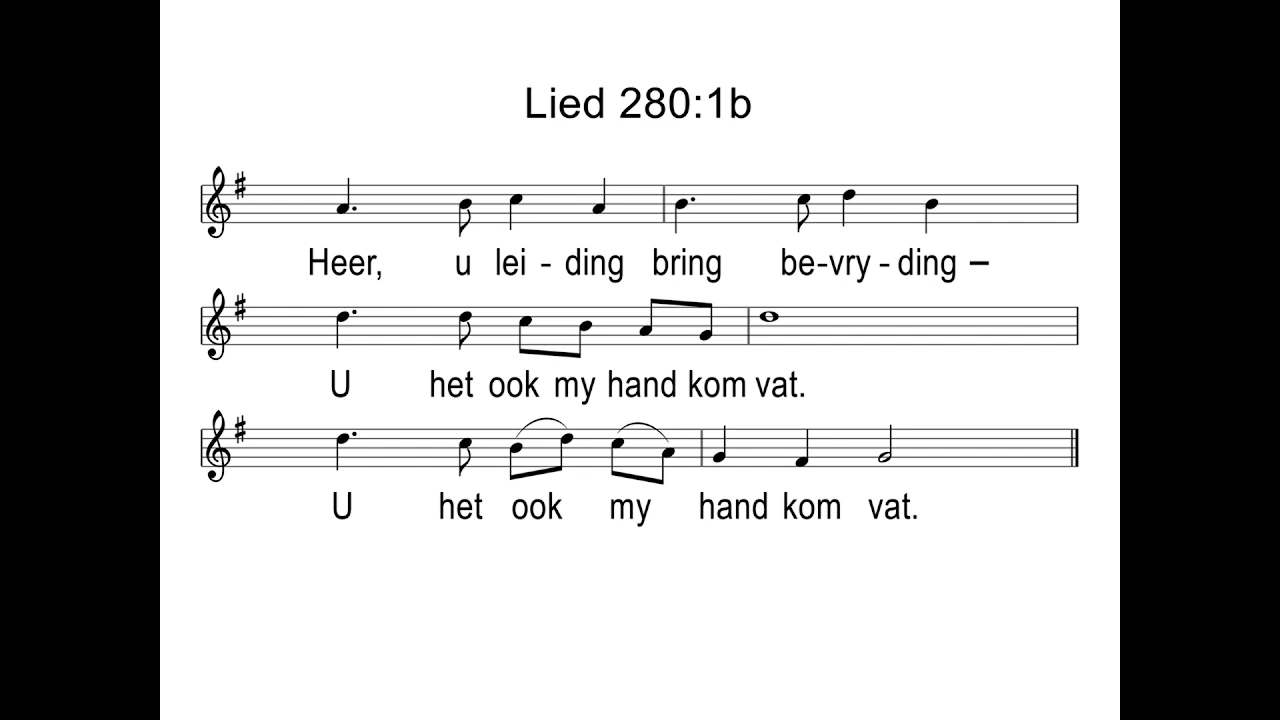 Lied 280:1b
Heer, u lei - ding bring be-vry - ding –
U het ook my hand kom vat.
U het ook my hand kom vat.